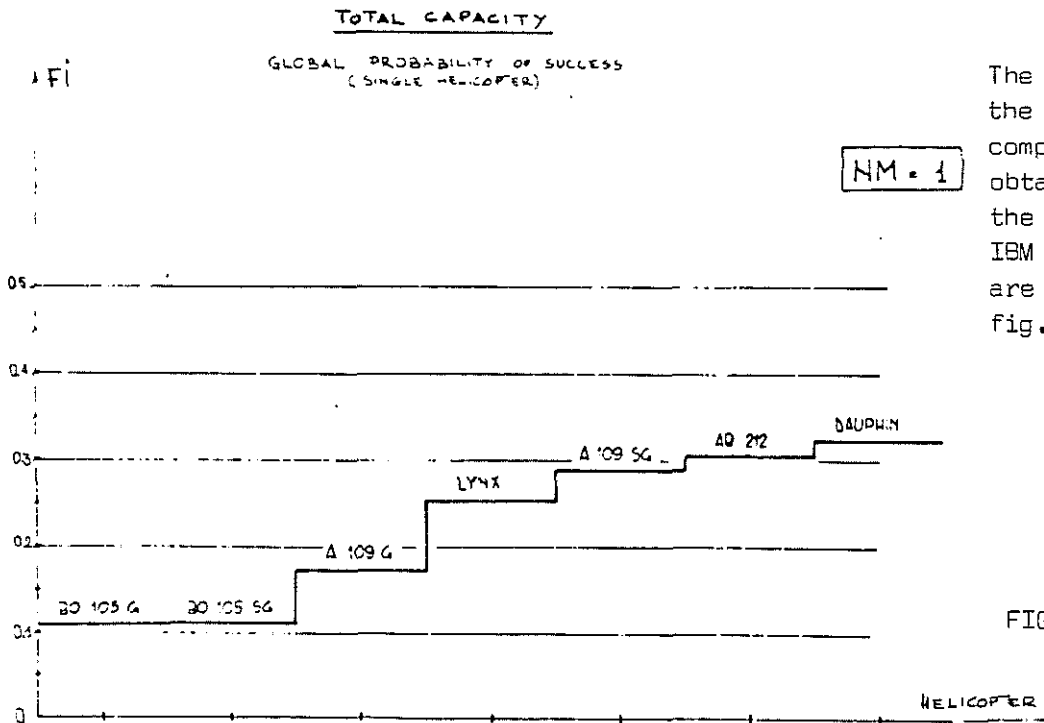 TOTAL CAPACITY
GLOBAL PROBABILITY OF SUCCESS
(SINGLE HELICOPTER)
Fi
NM = 1
The
the
comp
obta
the
IBM
are
fig.
0.5
0.4
0.3
0.2
0.1
0
BO 105 G
BO 105 SG
A 109 G
LYNX
A 109 SG
AB 212
DAUPHIN
FIG
HELICOPTER